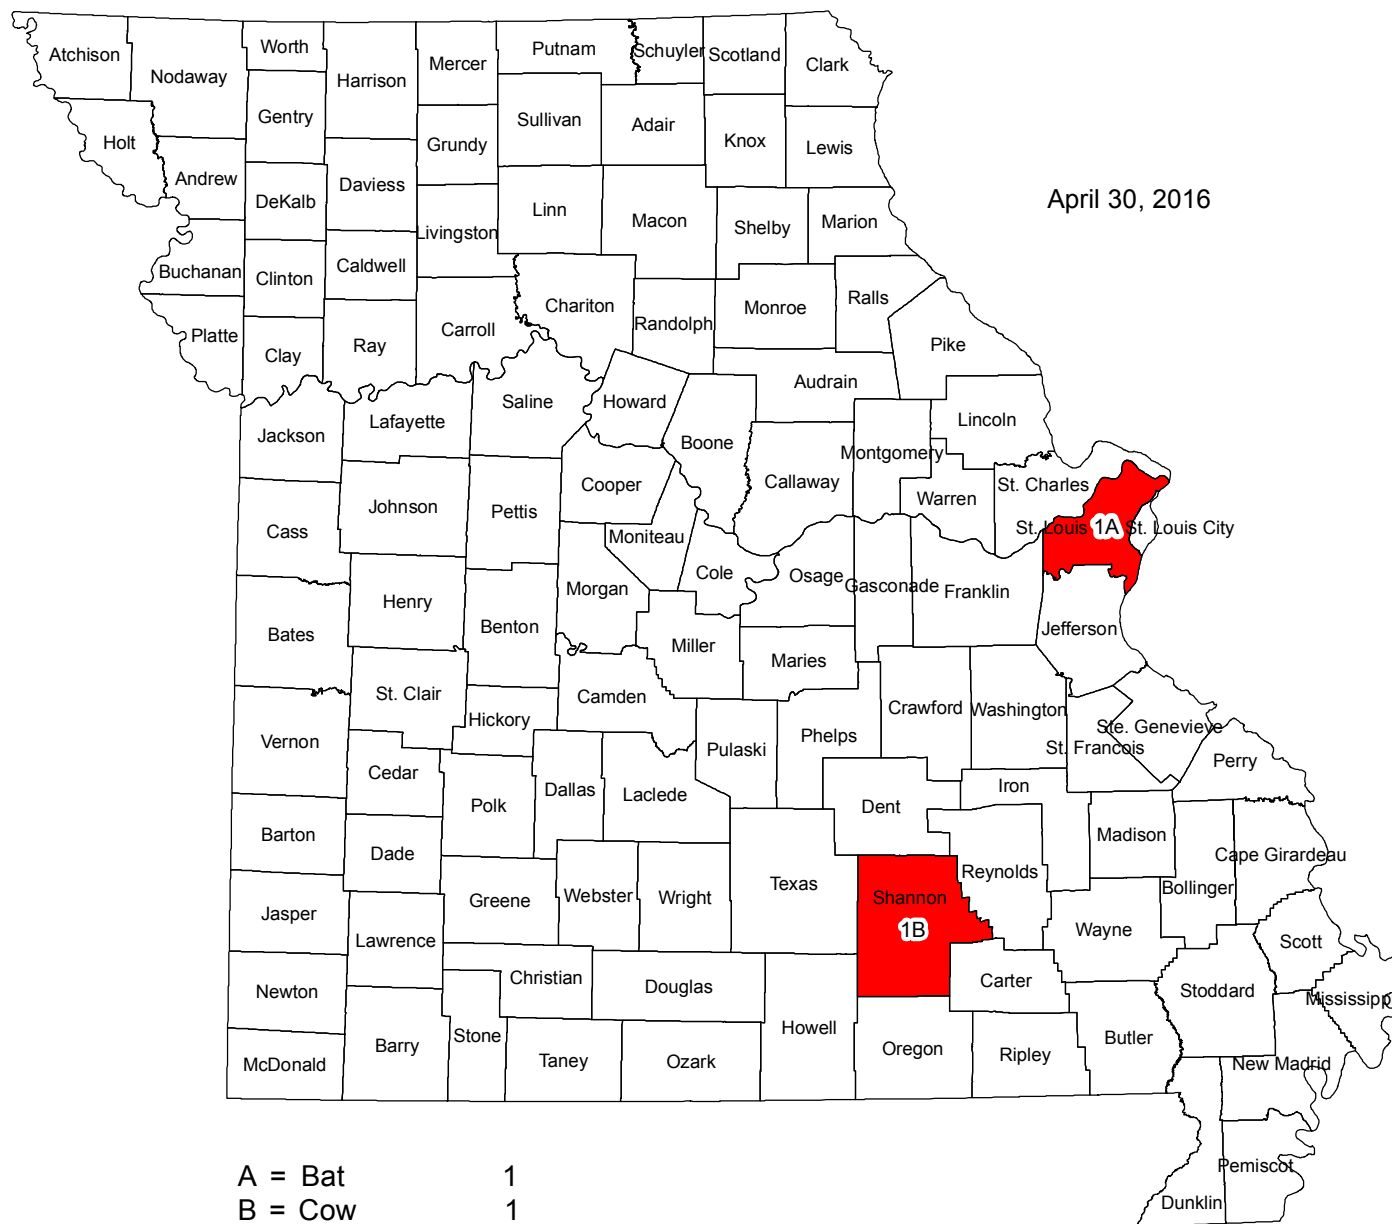 Atchison
Nodaway
Worth
Harrison
Mercer
Putnam
Schuyler
Scotland
Clark
Holt
Gentry
Sullivan
Adair
Knox
Lewis
Andrew
DeKalb
Daviess
Grundy
Linn
Macon
Shelby
Marion
April 30, 2016
Buchanan
Clinton
Caldwell
Livingston
Chariton
Randolph
Monroe
Ralls
Platte
Clay
Ray
Carroll
Pike
Audrain
Jackson
Lafayette
Saline
Howard
Boone
Callaway
Montgomery
Lincoln
Warren
St. Charles
Cass
Johnson
Pettis
Cooper
Moniteau
St. Louis 1A St. Louis City
Bates
Henry
Benton
Morgan
Cole
Osage
Gasconade
Franklin
Jefferson
Miller
Maries
St. Clair
Hickory
Camden
Crawford
Washington
Ste. Genevieve
St. Francois
Perry
Vernon
Cedar
Polk
Dallas
Laclede
Pulaski
Phelps
Dent
Iron
Madison
Barton
Dade
Greene
Webster
Wright
Texas
Shannon
1B
Reynolds
Bollinger
Cape Girardeau
Jasper
Lawrence
Christian
Douglas
Wayne
Scott
Newton
Carter
Stoddard
Mississippi
McDonald
Barry
Stone
Taney
Ozark
Howell
Oregon
Ripley
Butler
New Madrid
Pemiscot
Dunklin
A = Bat 1
B = Cow 1